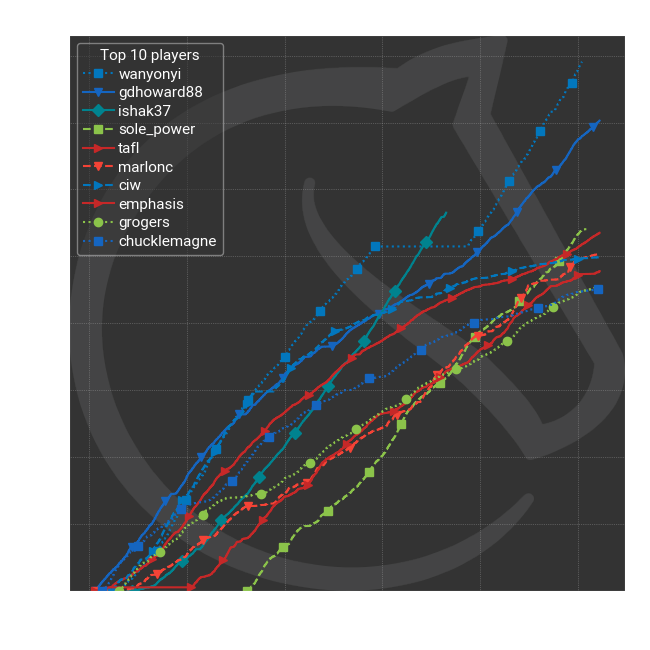 Top 10 players
wanyonyi
gdhoward88
ishak37
sole_power
tafl
marlonc
ciw
emphasis
grogers
chucklemagne